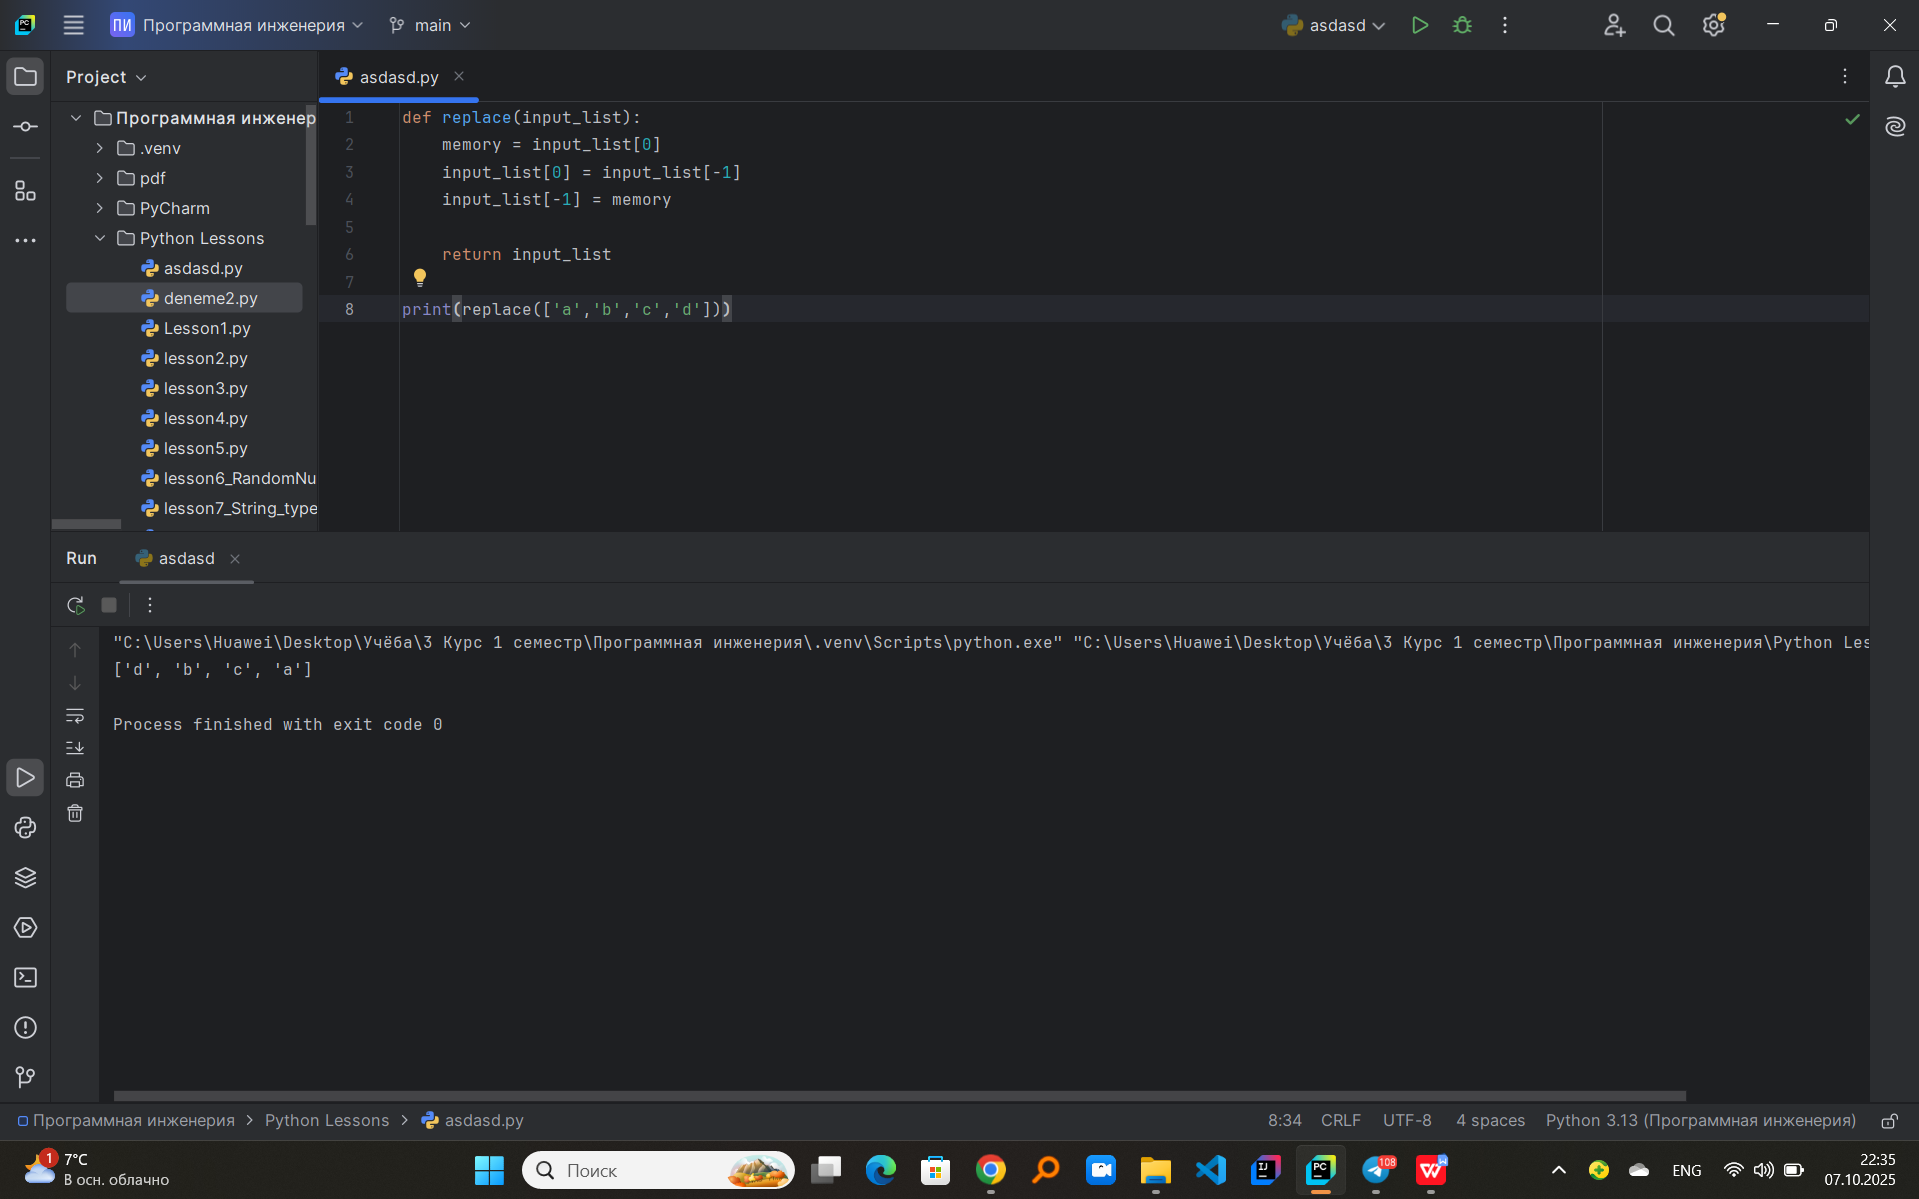 ПИ Программная инженерия main asdasd
Project
asdasd.py
Программная инженер
.venv
pdf
PyCharm
Python Lessons
asdasd.py
deneme2.py
Lesson1.py
lesson2.py
lesson3.py
lesson4.py
lesson5.py
lesson6_RandomNu
lesson7_String_type
1 def replace(input_list):
2 memory = input_list[0]
3 input_list[0] = input_list[-1]
4 input_list[-1] = memory
5
6 return input_list
7
8 print(replace(['a','b','c','d']))
Run asdasd
"C:\Users\Huawei\Desktop\Учёба\3 Курс 1 семестр\Программная инженерия\.venv\Scripts\python.exe" "C:\Users\Huawei\Desktop\Учёба\3 Курс 1 семестр\Программная инженерия\Python Les
['d', 'b', 'c', 'a']
Process finished with exit code 0
Программная инженерия > Python Lessons > asdasd.py 8:34 CRLF UTF-8 4 spaces Python 3.13 (Программная инженерия)
1 7°C
В осн. облачно
Поиск
PC
IJ
PC
108
W
ENG
22:35
07.10.2025